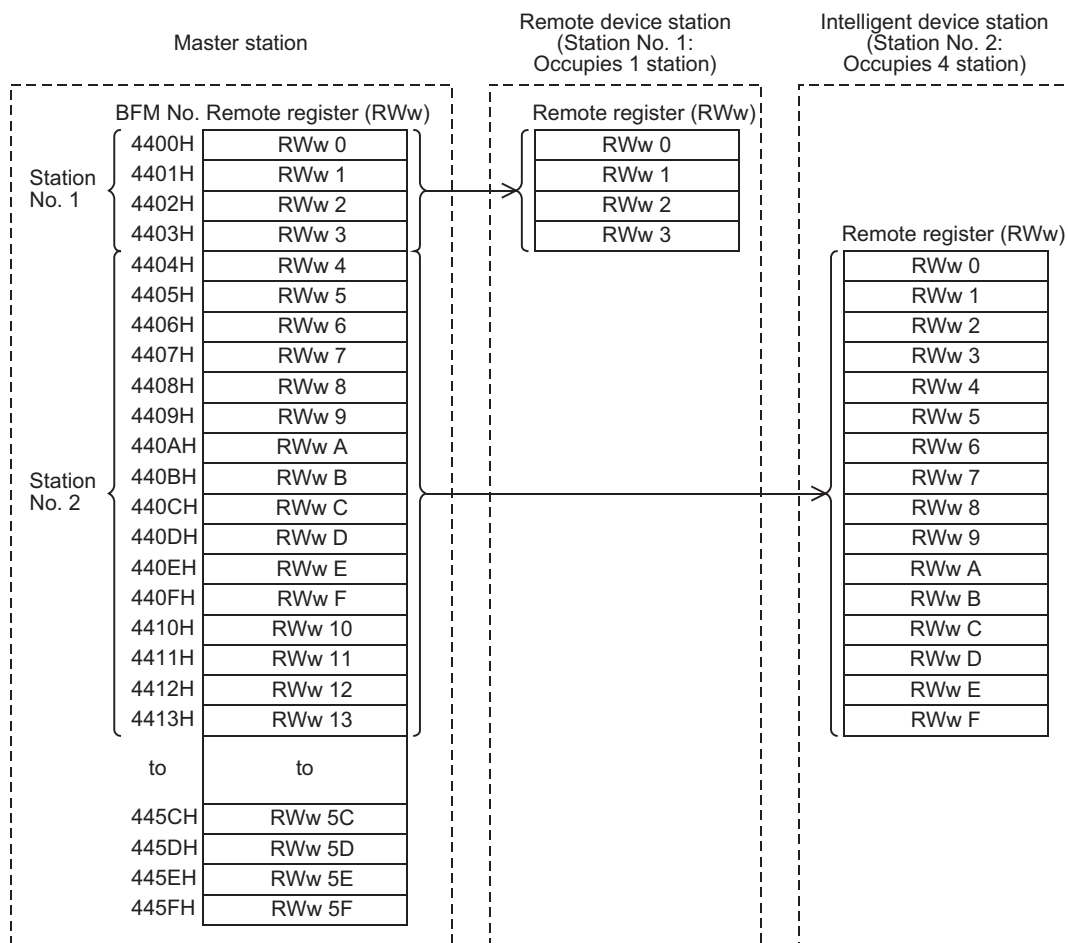 Master station
Remote device station
(Station No. 1:
Occupies 1 station)
Intelligent device station
(Station No. 2:
Occupies 4 station)
BFM No. Remote register (RWw)
Station
No. 1
4400H RWw 0
4401H RWw 1
4402H RWw 2
4403H RWw 3
Station
No. 2
4404H RWw 4
4405H RWw 5
4406H RWw 6
4407H RWw 7
4408H RWw 8
4409H RWw 9
440AH RWw A
440BH RWw B
440CH RWw C
440DH RWw D
440EH RWw E
440FH RWw F
4410H RWw 10
4411H RWw 11
4412H RWw 12
4413H RWw 13
to to
445CH RWw 5C
445DH RWw 5D
445EH RWw 5E
445FH RWw 5F
Remote register (RWw)
RWw 0
RWw 1
RWw 2
RWw 3
Remote register (RWw)
RWw 0
RWw 1
RWw 2
RWw 3
RWw 4
RWw 5
RWw 6
RWw 7
RWw 8
RWw 9
RWw A
RWw B
RWw C
RWw D
RWw E
RWw F